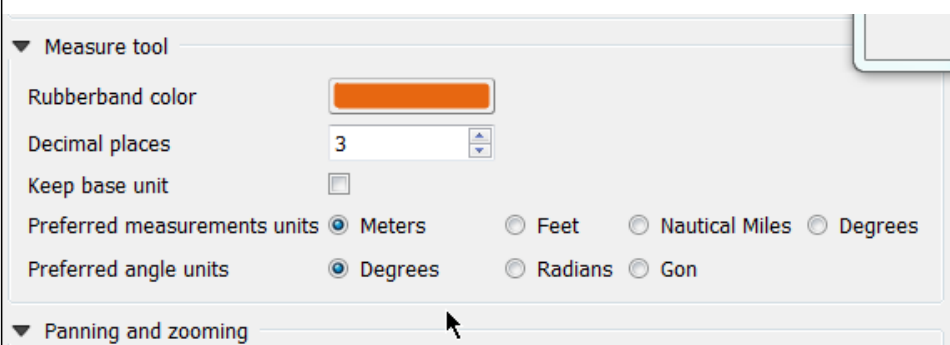 Measure tool
Rubberband color
Decimal places 3
Keep base unit
Preferred measurements units Meters Feet Nautical Miles Degrees
Preferred angle units Degrees Radians Gon
Panning and zooming